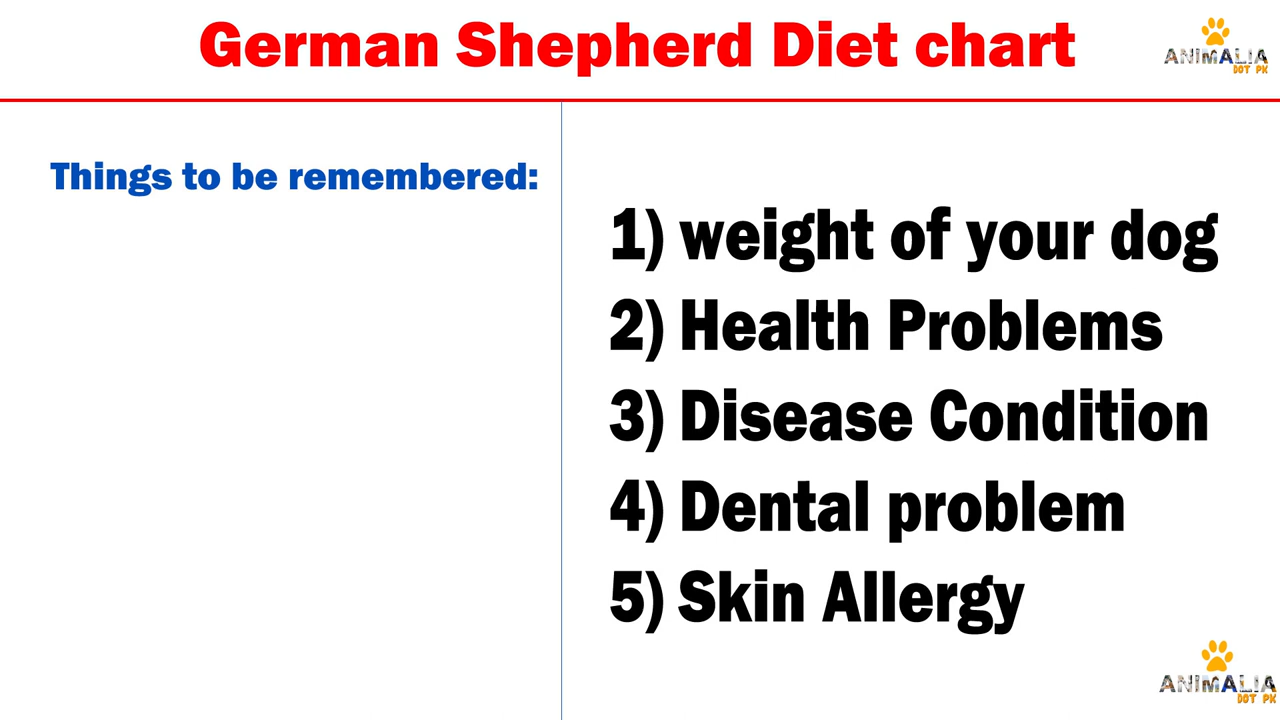 German Shepherd Diet chart
ANIMALIA
DOT PK
Things to be remembered:
1) weight of your dog
2) Health Problems
3) Disease Condition
4) Dental problem
5) Skin Allergy
ANIMALIA
DOT PK